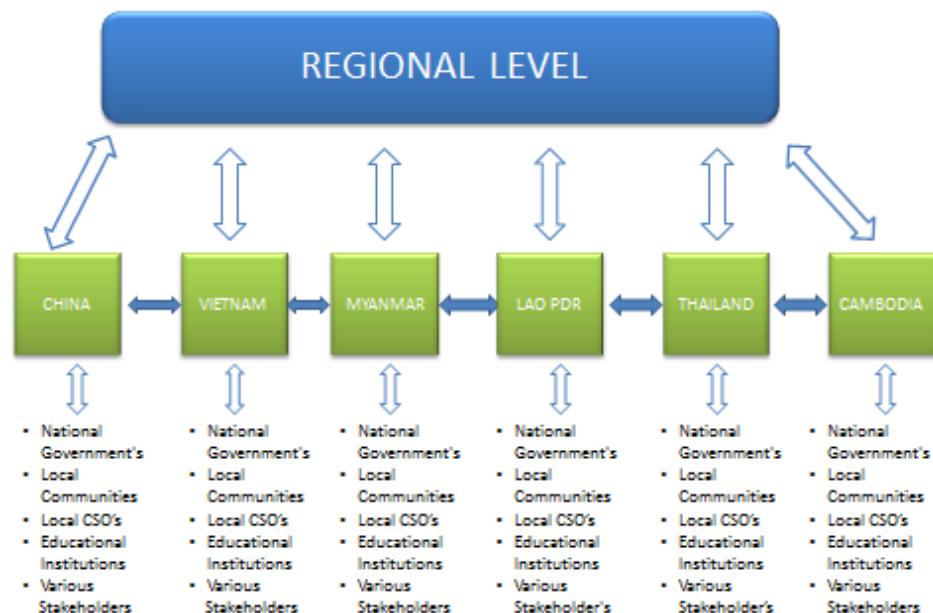 REGIONAL LEVEL
CHINA
VIETNAM
MYANMAR
LAO PDR
THAILAND
CAMBODIA
▪ National
Government's
▪ Local
Communities
▪ Local CSO's
▪ Educational
Institutions
▪ Various
Stakeholders
▪ National
Government's
▪ Local
Communities
▪ Local CSO's
▪ Educational
Institutions
▪ Various
Stakeholders
▪ National
Government's
▪ Local
Communities
▪ Local CSO's
▪ Educational
Institutions
▪ Various
Stakeholders
▪ National
Government's
▪ Local
Communities
▪ Local CSO's
▪ Educational
Institutions
▪ Various
Stakeholder's
▪ National
Government's
▪ Local
Communities
▪ Local CSO's
▪ Educational
Institutions
▪ Various
Stakeholder's
▪ National
Government's
▪ Local
Communities
▪ Local CSO's
▪ Educational
Institutions
▪ Various
Stakeholders